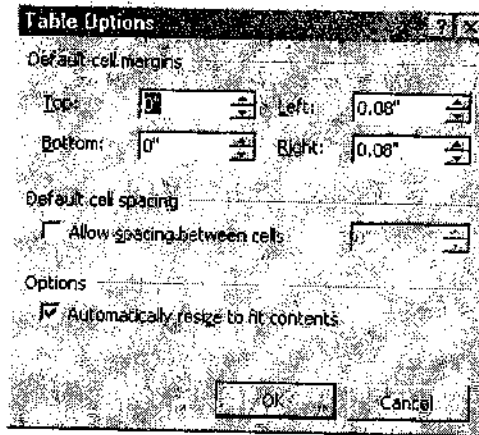 Table Options
Default cell margins
Top: 0" Left: 0.08"
Bottom: 0" Right: 0.08"
Default cell spacing
Allow spacing between cells 0"
Options
Automatically resize to fit contents
OK Cancel